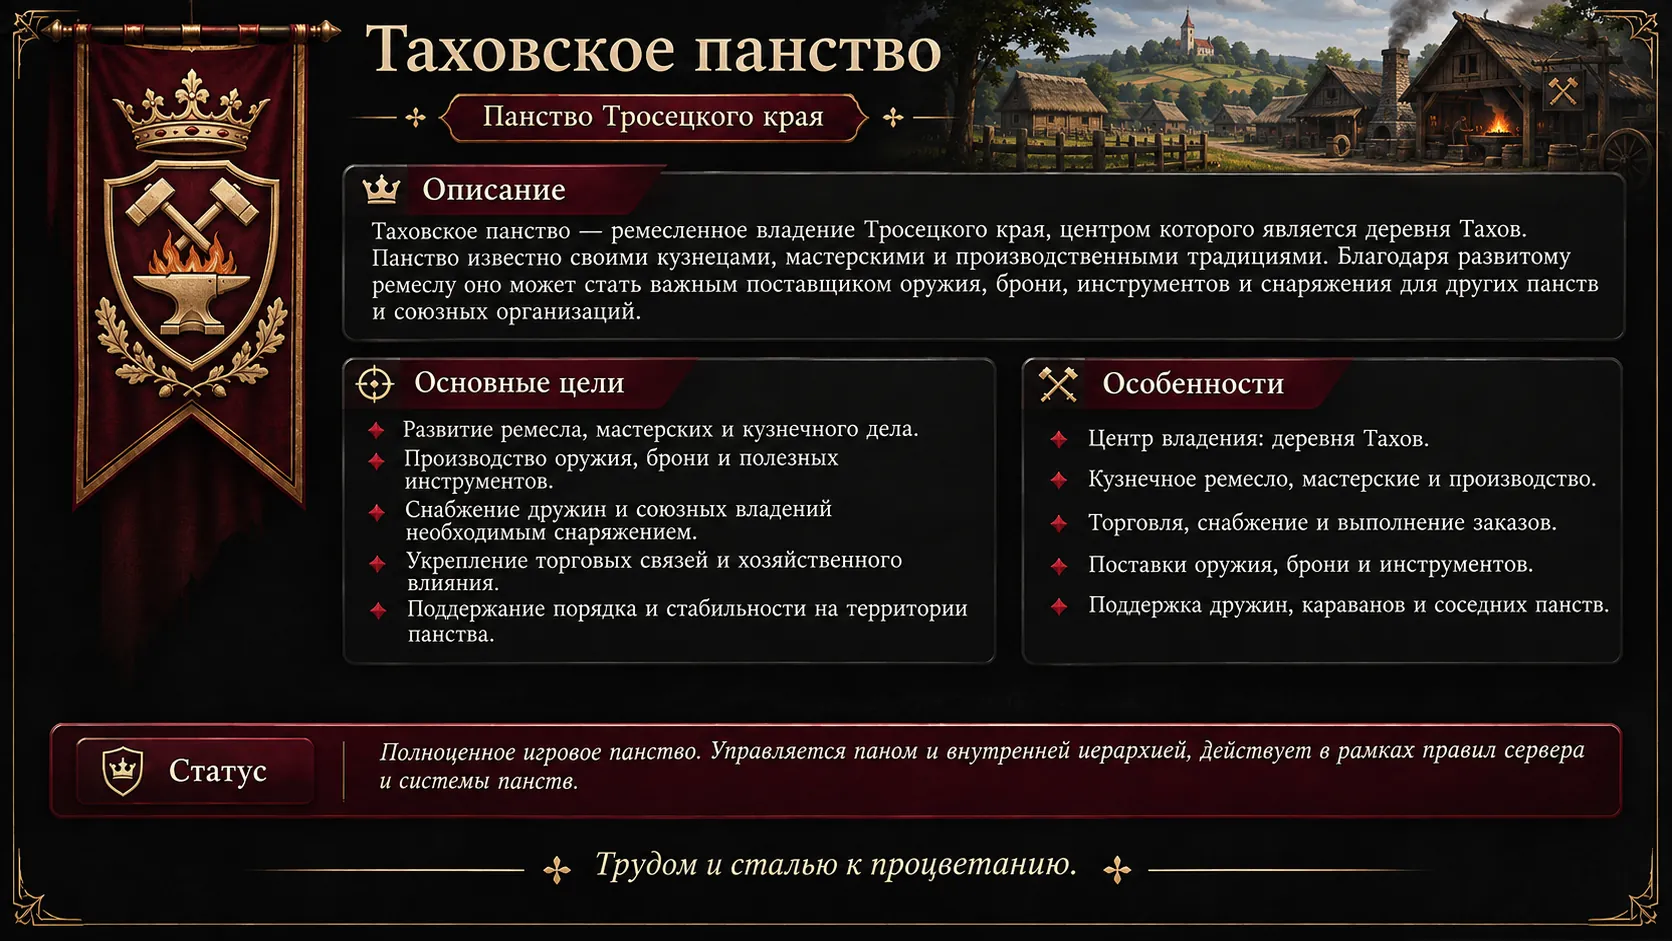 Таховское панство
Панство Тросецкого края
Описание
Таховское панство — ремесленное владение Тросецкого края, центром которого является деревня Тахов.
Панство известно своими кузнецами, мастерскими и производственными традициями. Благодаря развитому
ремеслу оно может стать важным поставщиком оружия, брони, инструментов и снаряжения для других панств
и союзных организаций.
Основные цели
Развитие ремесла, мастерских и кузнечного дела.
Производство оружия, брони и полезных
инструментов.
Снабжение дружин и союзных владений
необходимым снаряжением.
Укрепление торговых связей и хозяйственного
влияния.
Поддержание порядка и стабильности на территории
панства.
Особенности
Центр владения: деревня Тахов.
Кузнечное ремесло, мастерские и производство.
Торговля, снабжение и выполнение заказов.
Поставки оружия, брони и инструментов.
Поддержка дружин, караванов и соседних панств.
Статус
Полноценное игровое панство. Управляется паном и внутренней иерархией, действует в рамках правил сервера
и системы панств.
Трудом и сталью к процветанию.